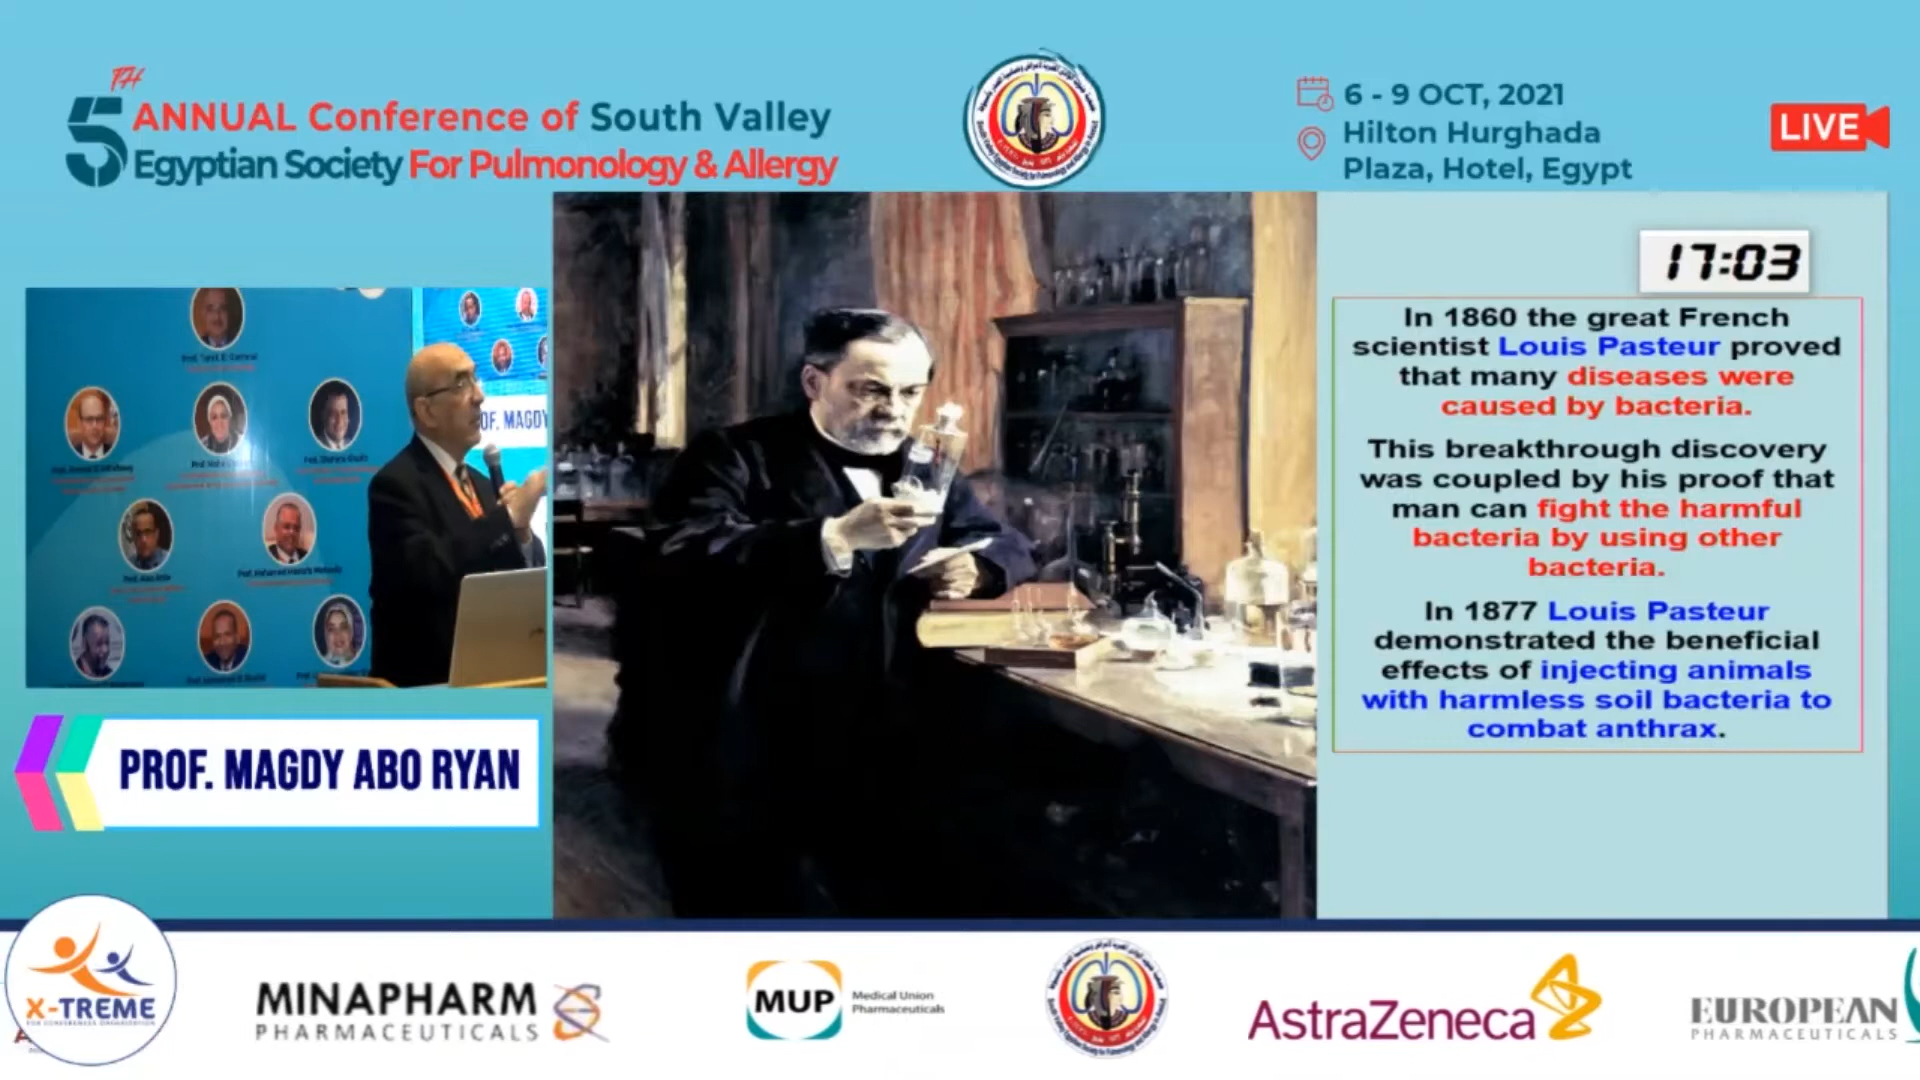 5TH ANNUAL Conference of South Valley
Egyptian Society For Pulmonology & Allergy
6 - 9 OCT, 2021
Hilton Hurghada
Plaza, Hotel, Egypt
LIVE
17:03
In 1860 the great French
scientist Louis Pasteur proved
that many diseases were
caused by bacteria.
This breakthrough discovery
was coupled by his proof that
man can fight the harmful
bacteria by using other
bacteria.
In 1877 Louis Pasteur
demonstrated the beneficial
effects of injecting animals
with harmless soil bacteria to
combat anthrax.
OF. MAGDY
PROF. MAGDY ABO RYAN
X-TREME
FOR CONFERENCES ORGANIZATION
MINAPHARM
PHARMACEUTICALS
MUP
Medical Union
Pharmaceuticals
AstraZeneca
EUROPEAN
PHARMACEUTICALS